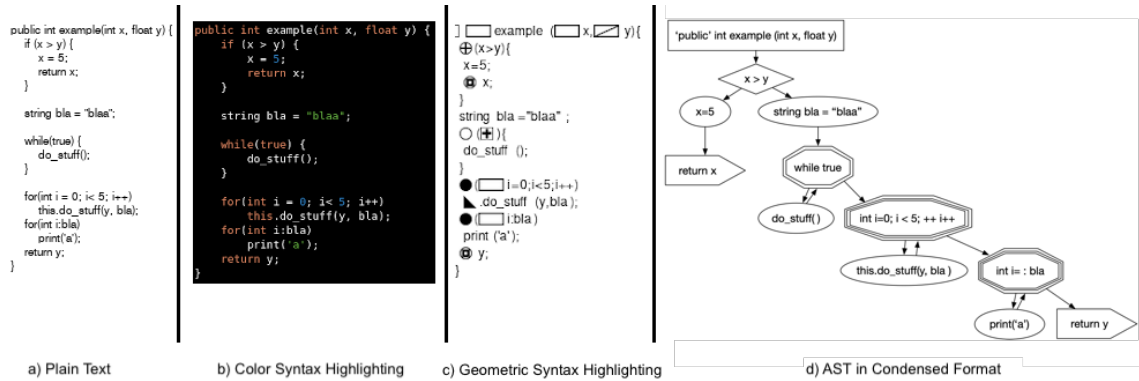 public int example(int x, float y) {
if (x > y) {
x = 5;
return x;
}
string bla = "blaa";
while(true) {
do_stuff();
}
for(int i = 0; i< 5; i++)
this.do_stuff(y, bla);
for(int i:bla)
print('a');
return y;
}
a) Plain Text
public int example(int x, float y) {
if (x > y) {
x = 5;
return x;
}
string bla = "blaa";
while(true) {
do_stuff();
}
for(int i = 0; i< 5; i++)
this.do_stuff(y, bla);
for(int i:bla)
print('a');
return y;
}
b) Color Syntax Highlighting
] example ( x, y){
(x>y){
x=5;
x;
}
string bla ="blaa" ;
( ){
do_stuff ();
}
( i=0;i<5;i++)
.do_stuff (y,bla);
( i:bla)
print ('a');
y;
}
c) Geometric Syntax Highlighting
'public' int example (int x, float y)
x > y
x=5
string bla = "blaa"
return x
while true
do_stuff( )
int i=0; i < 5; ++ i++
this.do_stuff(y, bla )
int i= : bla
print('a')
return y
d) AST in Condensed Format